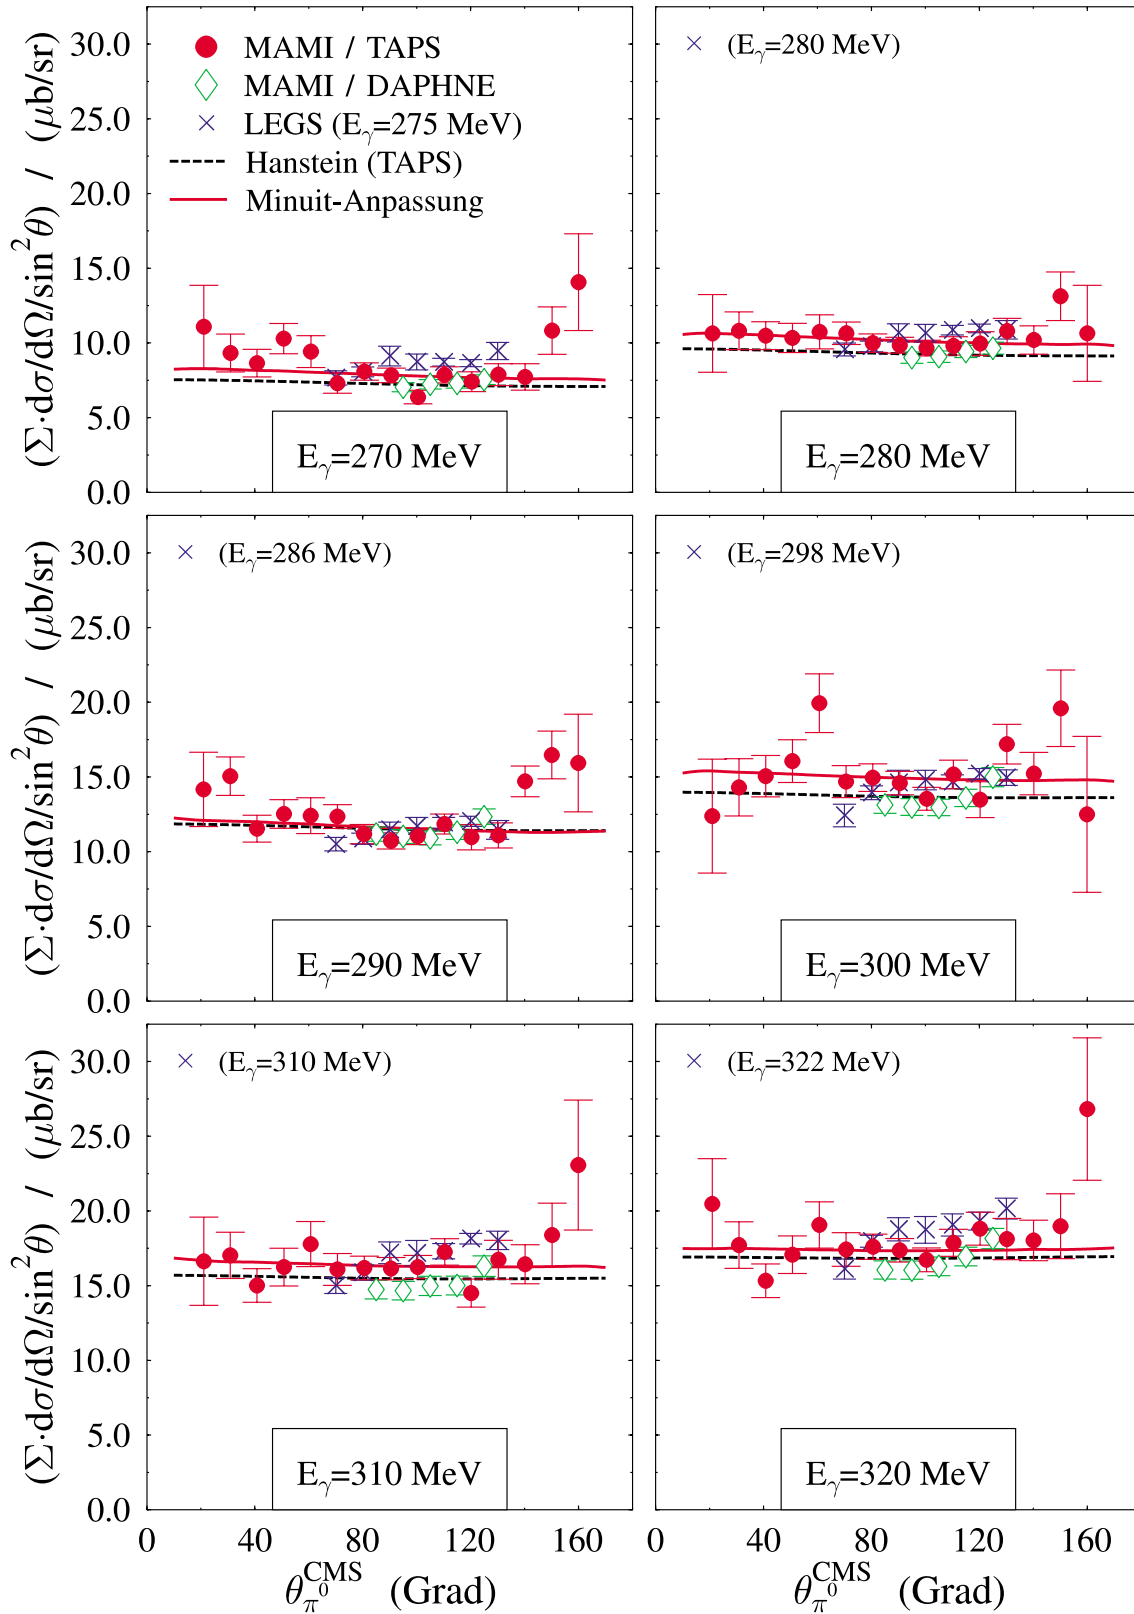 (Σ·dσ/dΩ/sin²θ) / (μb/sr)
30.0
25.0
20.0
15.0
10.0
5.0
0.0
MAMI / TAPS
MAMI / DAPHNE
LEGS (Eγ=275 MeV)
Hanstein (TAPS)
Minuit-Anpassung
Eγ=270 MeV
(Eγ=280 MeV)
Eγ=280 MeV
(Σ·dσ/dΩ/sin²θ) / (μb/sr)
30.0
25.0
20.0
15.0
10.0
5.0
0.0
(Eγ=286 MeV)
Eγ=290 MeV
(Eγ=298 MeV)
Eγ=300 MeV
(Σ·dσ/dΩ/sin²θ) / (μb/sr)
30.0
25.0
20.0
15.0
10.0
5.0
0.0
(Eγ=310 MeV)
Eγ=310 MeV
(Eγ=322 MeV)
Eγ=320 MeV
0 40 80 120 160
0 40 80 120 160
θπ⁰CMS (Grad)
θπ⁰CMS (Grad)